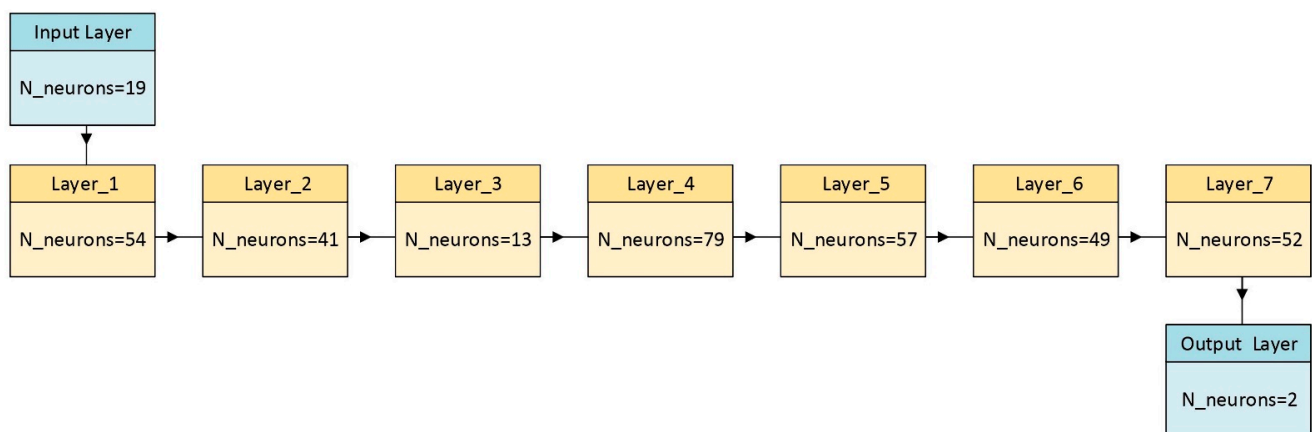 Input Layer
N_neurons=19
Layer_1
N_neurons=54
Layer_2
N_neurons=41
Layer_3
N_neurons=13
Layer_4
N_neurons=79
Layer_5
N_neurons=57
Layer_6
N_neurons=49
Layer_7
N_neurons=52
Output Layer
N_neurons=2